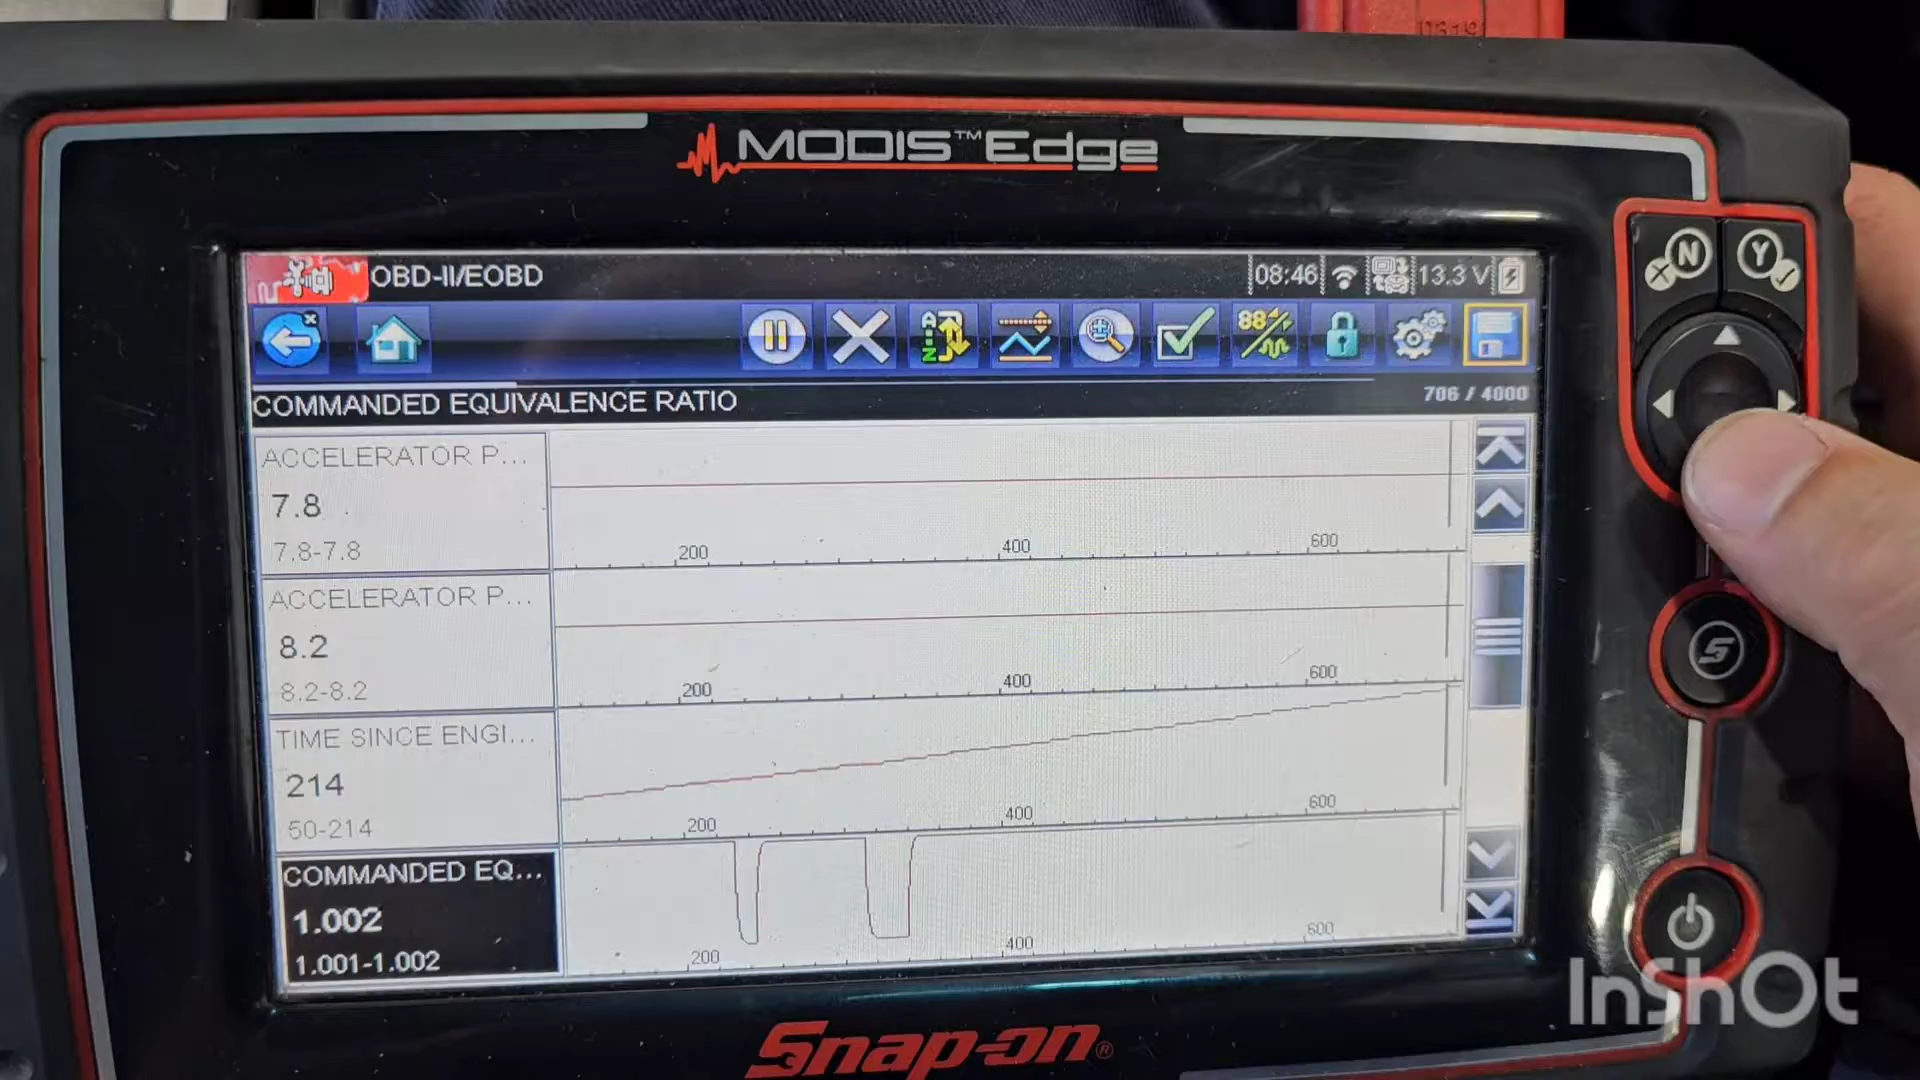 MODIS™Edge
N
Y
OBD-II/EOBD
08:46
13.3 V
COMMANDED EQUIVALENCE RATIO
706 / 4000
ACCELERATOR P...
7.8
7.8-7.8
200
400
600
ACCELERATOR P...
8.2
8.2-8.2
200
400
600
TIME SINCE ENGI...
214
50-214
200
400
600
COMMANDED EQ...
1.002
1.001-1.002
200
400
600
S
InShOt
Snap-on®